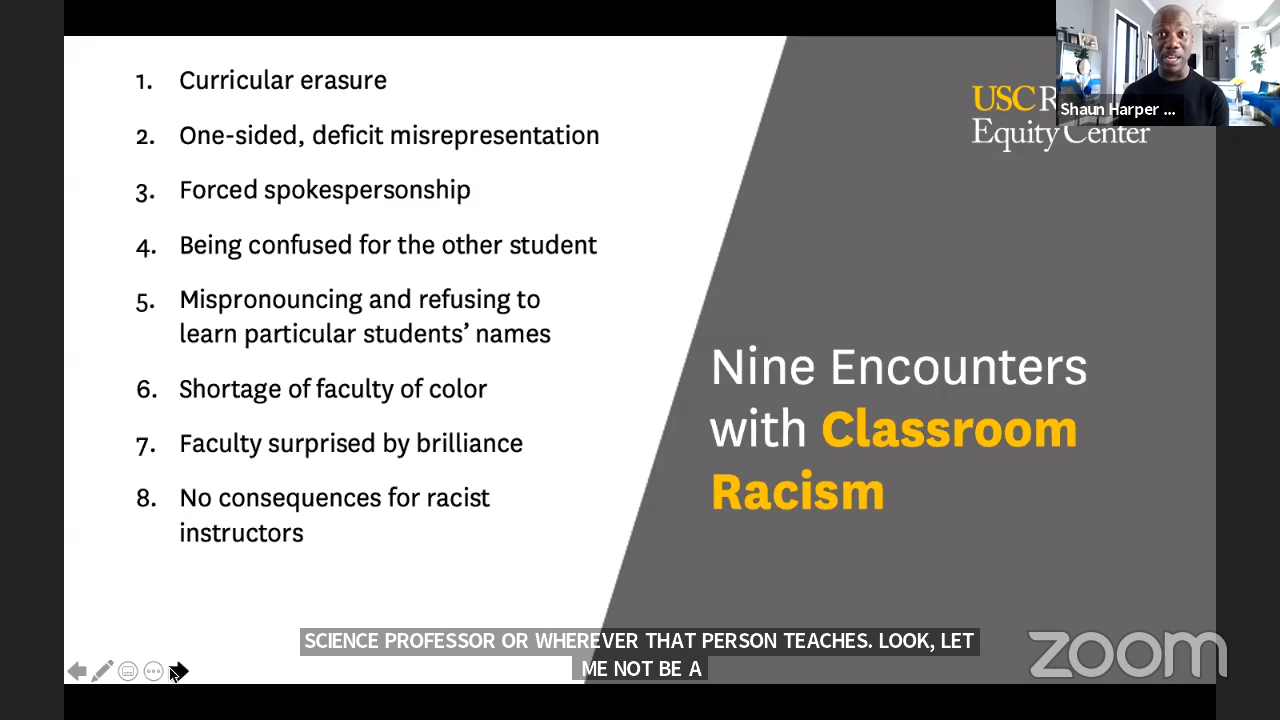 1. Curricular erasure
2. One-sided, deficit misrepresentation
3. Forced spokespersonship
4. Being confused for the other student
5. Mispronouncing and refusing to
learn particular students’ names
6. Shortage of faculty of color
7. Faculty surprised by brilliance
8. No consequences for racist
instructors
USC R
Equity Center
Shaun Harper ...
Nine Encounters
with Classroom
Racism
SCIENCE PROFESSOR OR WHEREVER THAT PERSON TEACHES. LOOK, LET
ME NOT BE A
zoom